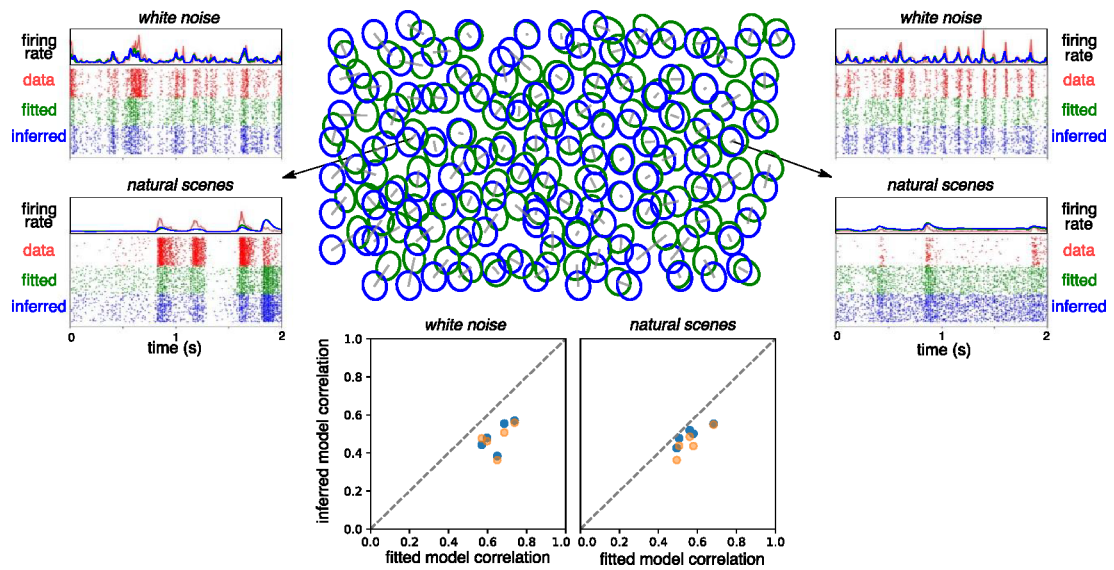 white noise
firing
rate
data
fitted
inferred
natural scenes
firing
rate
data
fitted
inferred
0 1 2
time (s)
white noise
firing
rate
data
fitted
inferred
natural scenes
firing
rate
data
fitted
inferred
0 1 2
time (s)
white noise
natural scenes
inferred model correlation
1.0
0.8
0.6
0.4
0.2
0.0
0.0 0.2 0.4 0.6 0.8 1.0
fitted model correlation
0.0 0.2 0.4 0.6 0.8 1.0
fitted model correlation